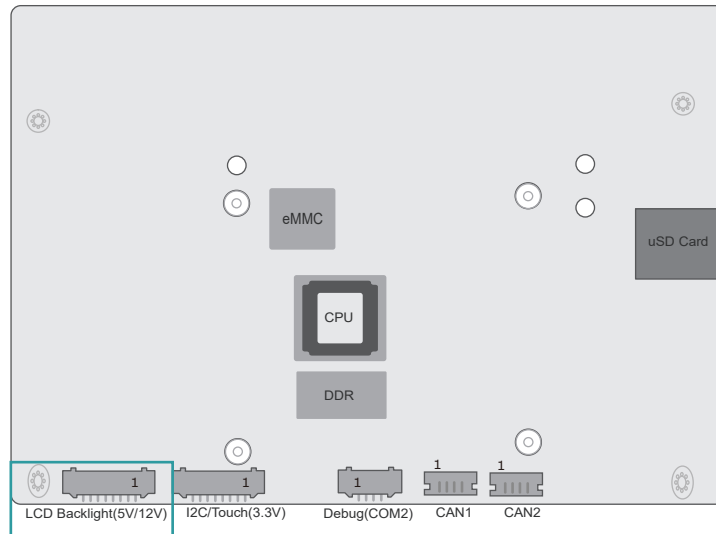 eMMC
uSD Card
CPU
DDR
1 1 1 1 1
LCD Backlight(5V/12V) I2C/Touch(3.3V) Debug(COM2) CAN1 CAN2